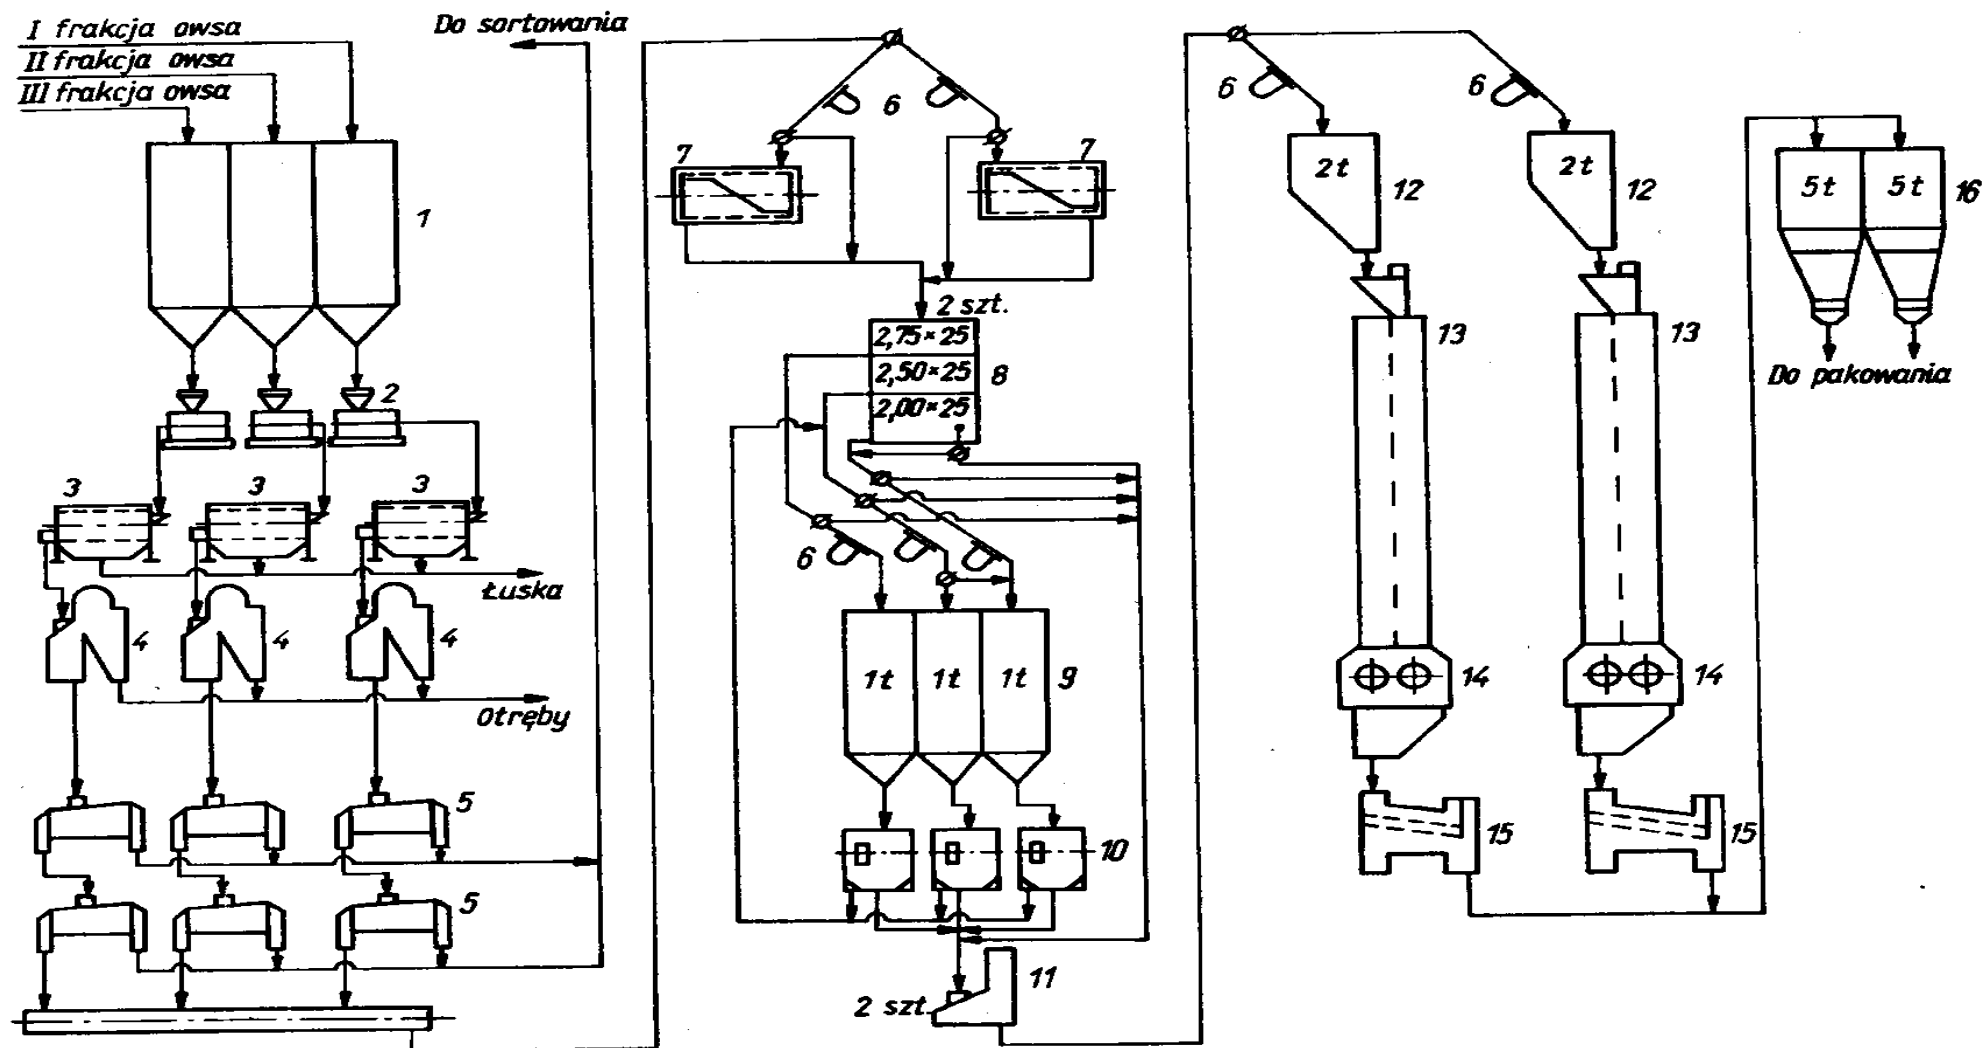 I frakcja owsa
II frakcja owsa
III frakcja owsa
Do sortowania
1
2
3
3
3
Łuska
4
4
4
Otręby
5
5
6
7
7
2 szt.
2,75×25
2,50×25
2,00×25
8
6
1t
1t
1t
9
10
11
2 szt.
6
6
2t
12
2t
12
13
13
14
14
15
15
5t
5t
16
Do pakowania